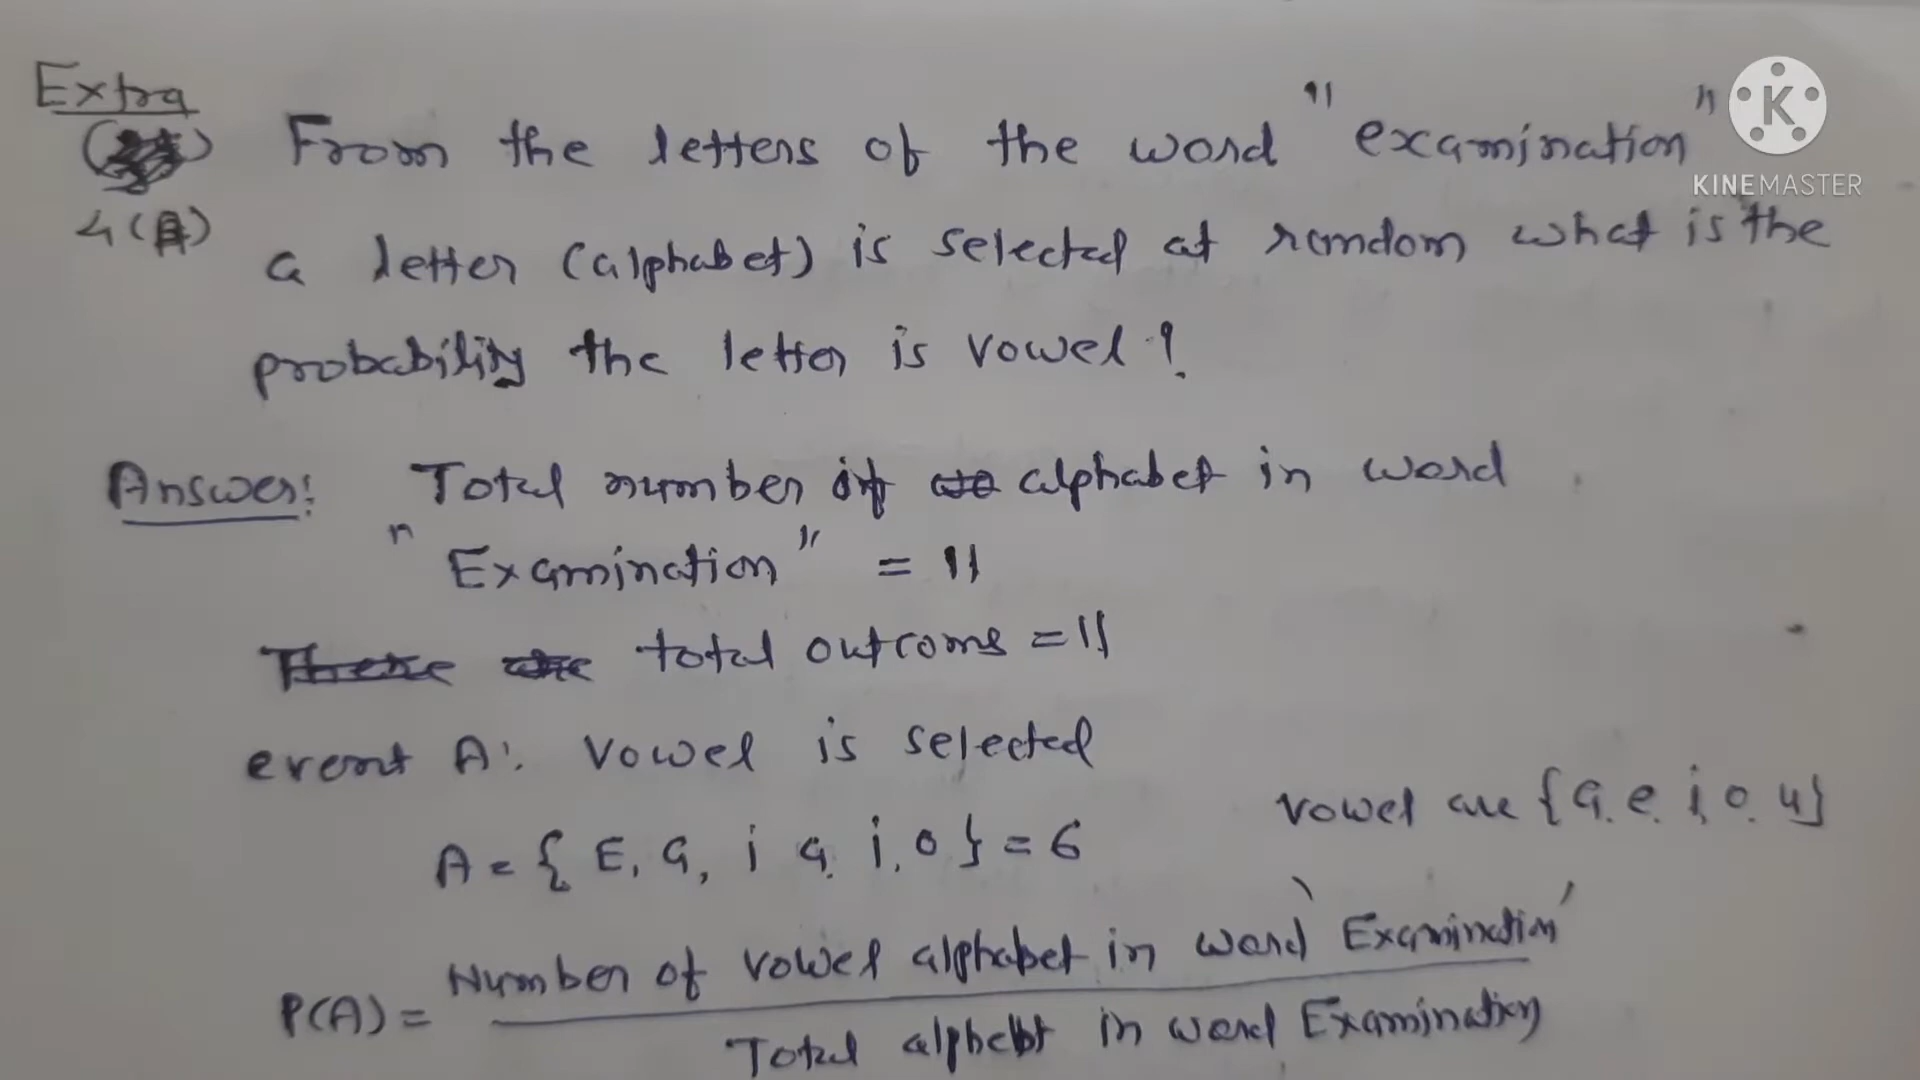 Extra
From the letters of the word "examination"
KINEMASTER
4(A)
a letter (alphabet) is selected at random what is the
probability the letter is vowel?
Answer: Total number of alphabet in word
"Examination" = 11
total outcoms = 11
event A: vowel is selected
vowel are {a. e. i, o. u}
A = { E, a, i a. i, o } = 6
P(A) = Number of vowel alphabet in word 'Examination'
Total alphabet in word Examination